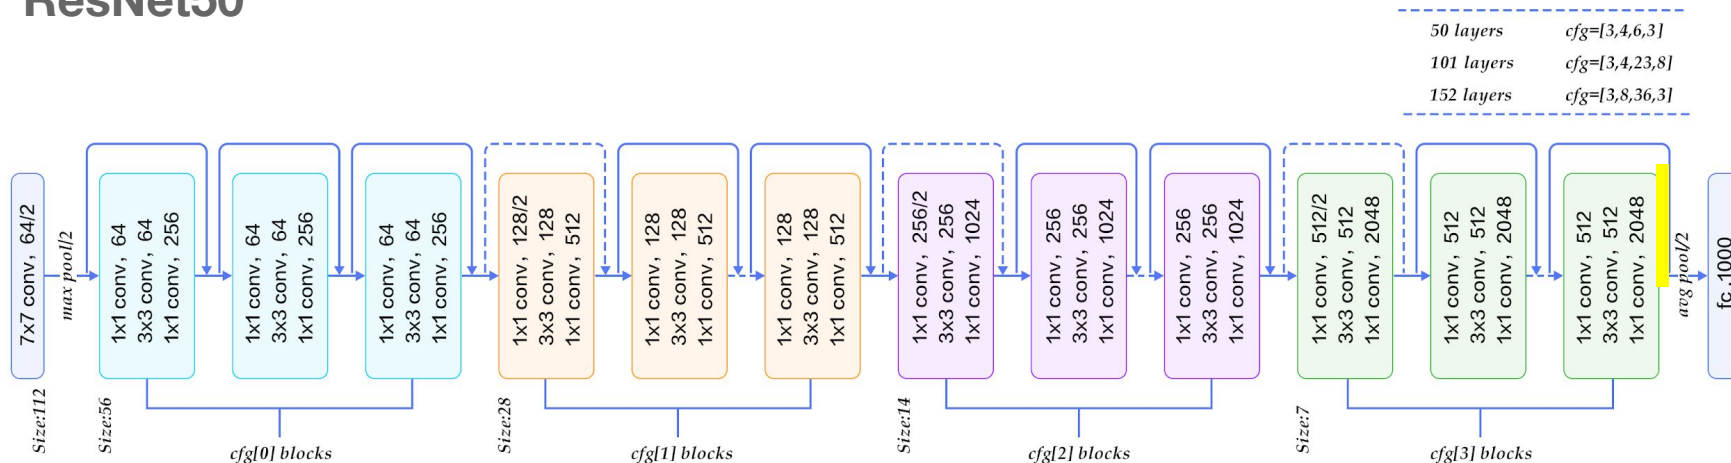 ResNet50
50 layers cfg=[3,4,6,3]
101 layers cfg=[3,4,23,8]
152 layers cfg=[3,8,36,3]
7x7 conv, 64/2
max pool/2
1x1 conv, 64
3x3 conv, 64
1x1 conv, 256
1x1 conv, 64
3x3 conv, 64
1x1 conv, 256
1x1 conv, 64
3x3 conv, 64
1x1 conv, 256
1x1 conv, 128/2
3x3 conv, 128
1x1 conv, 512
1x1 conv, 128
3x3 conv, 128
1x1 conv, 512
1x1 conv, 128
3x3 conv, 128
1x1 conv, 512
1x1 conv, 256/2
3x3 conv, 256
1x1 conv, 1024
1x1 conv, 256
3x3 conv, 256
1x1 conv, 1024
1x1 conv, 256
3x3 conv, 256
1x1 conv, 1024
1x1 conv, 512/2
3x3 conv, 512
1x1 conv, 2048
1x1 conv, 512
3x3 conv, 512
1x1 conv, 2048
1x1 conv, 512
3x3 conv, 512
1x1 conv, 2048
avg pool/2
fc ,1000
Size:112
Size:56
Size:28
Size:14
Size:7
cfg[0] blocks
cfg[1] blocks
cfg[2] blocks
cfg[3] blocks